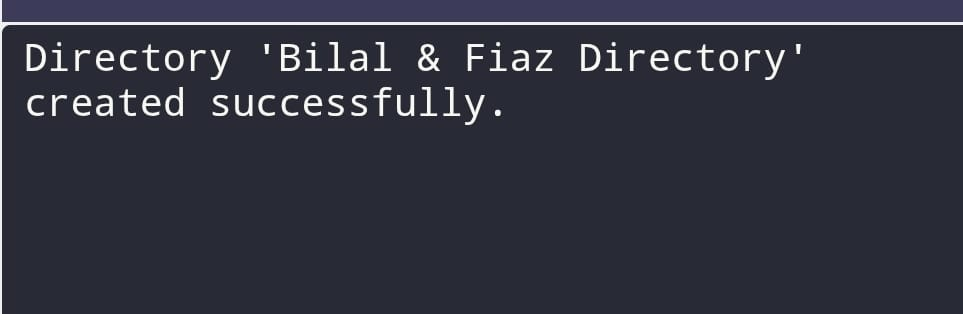 Directory 'Bilal & Fiaz Directory'
created successfully.